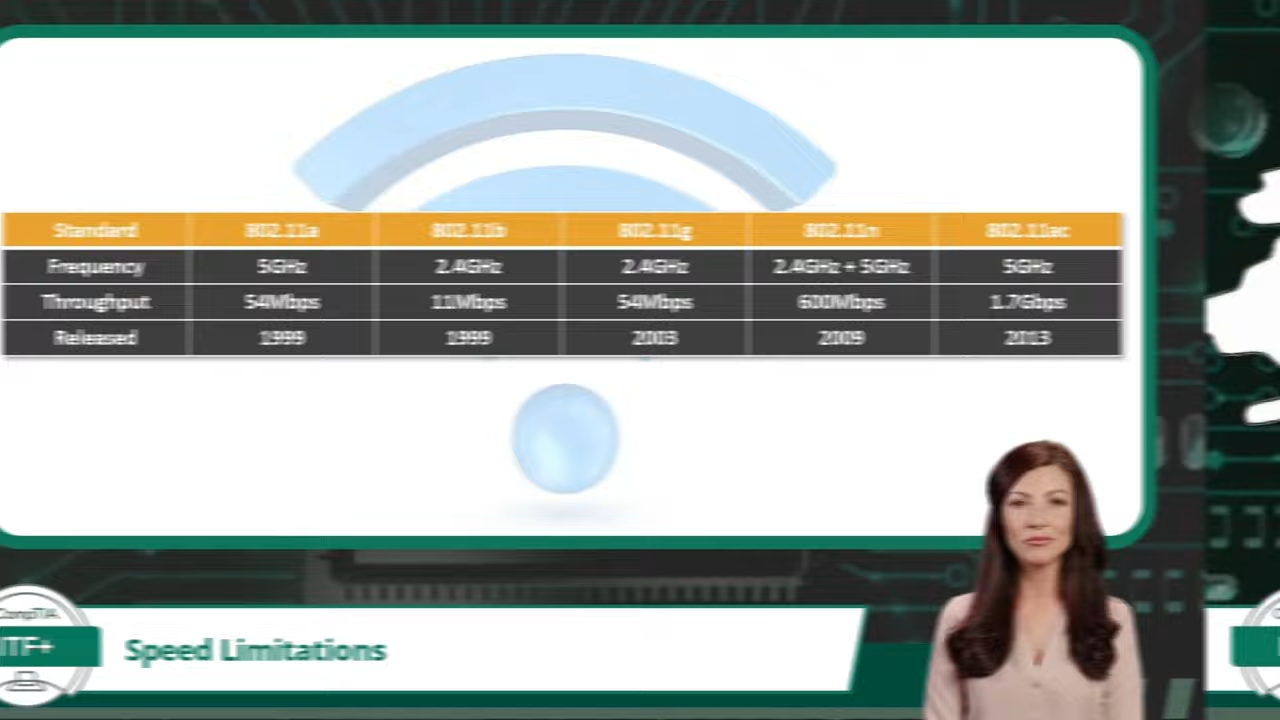 Standard 802.11a 802.11b 802.11g 802.11n 802.11ac
Frequency 5GHz 2.4GHz 2.4GHz 2.4GHz + 5GHz 5GHz
Throughput 54Mbps 11Mbps 54Mbps 600Mbps 1.7Gbps
Released 1999 1999 2003 2009 2013
CompTIA
ITF+
Speed Limitations